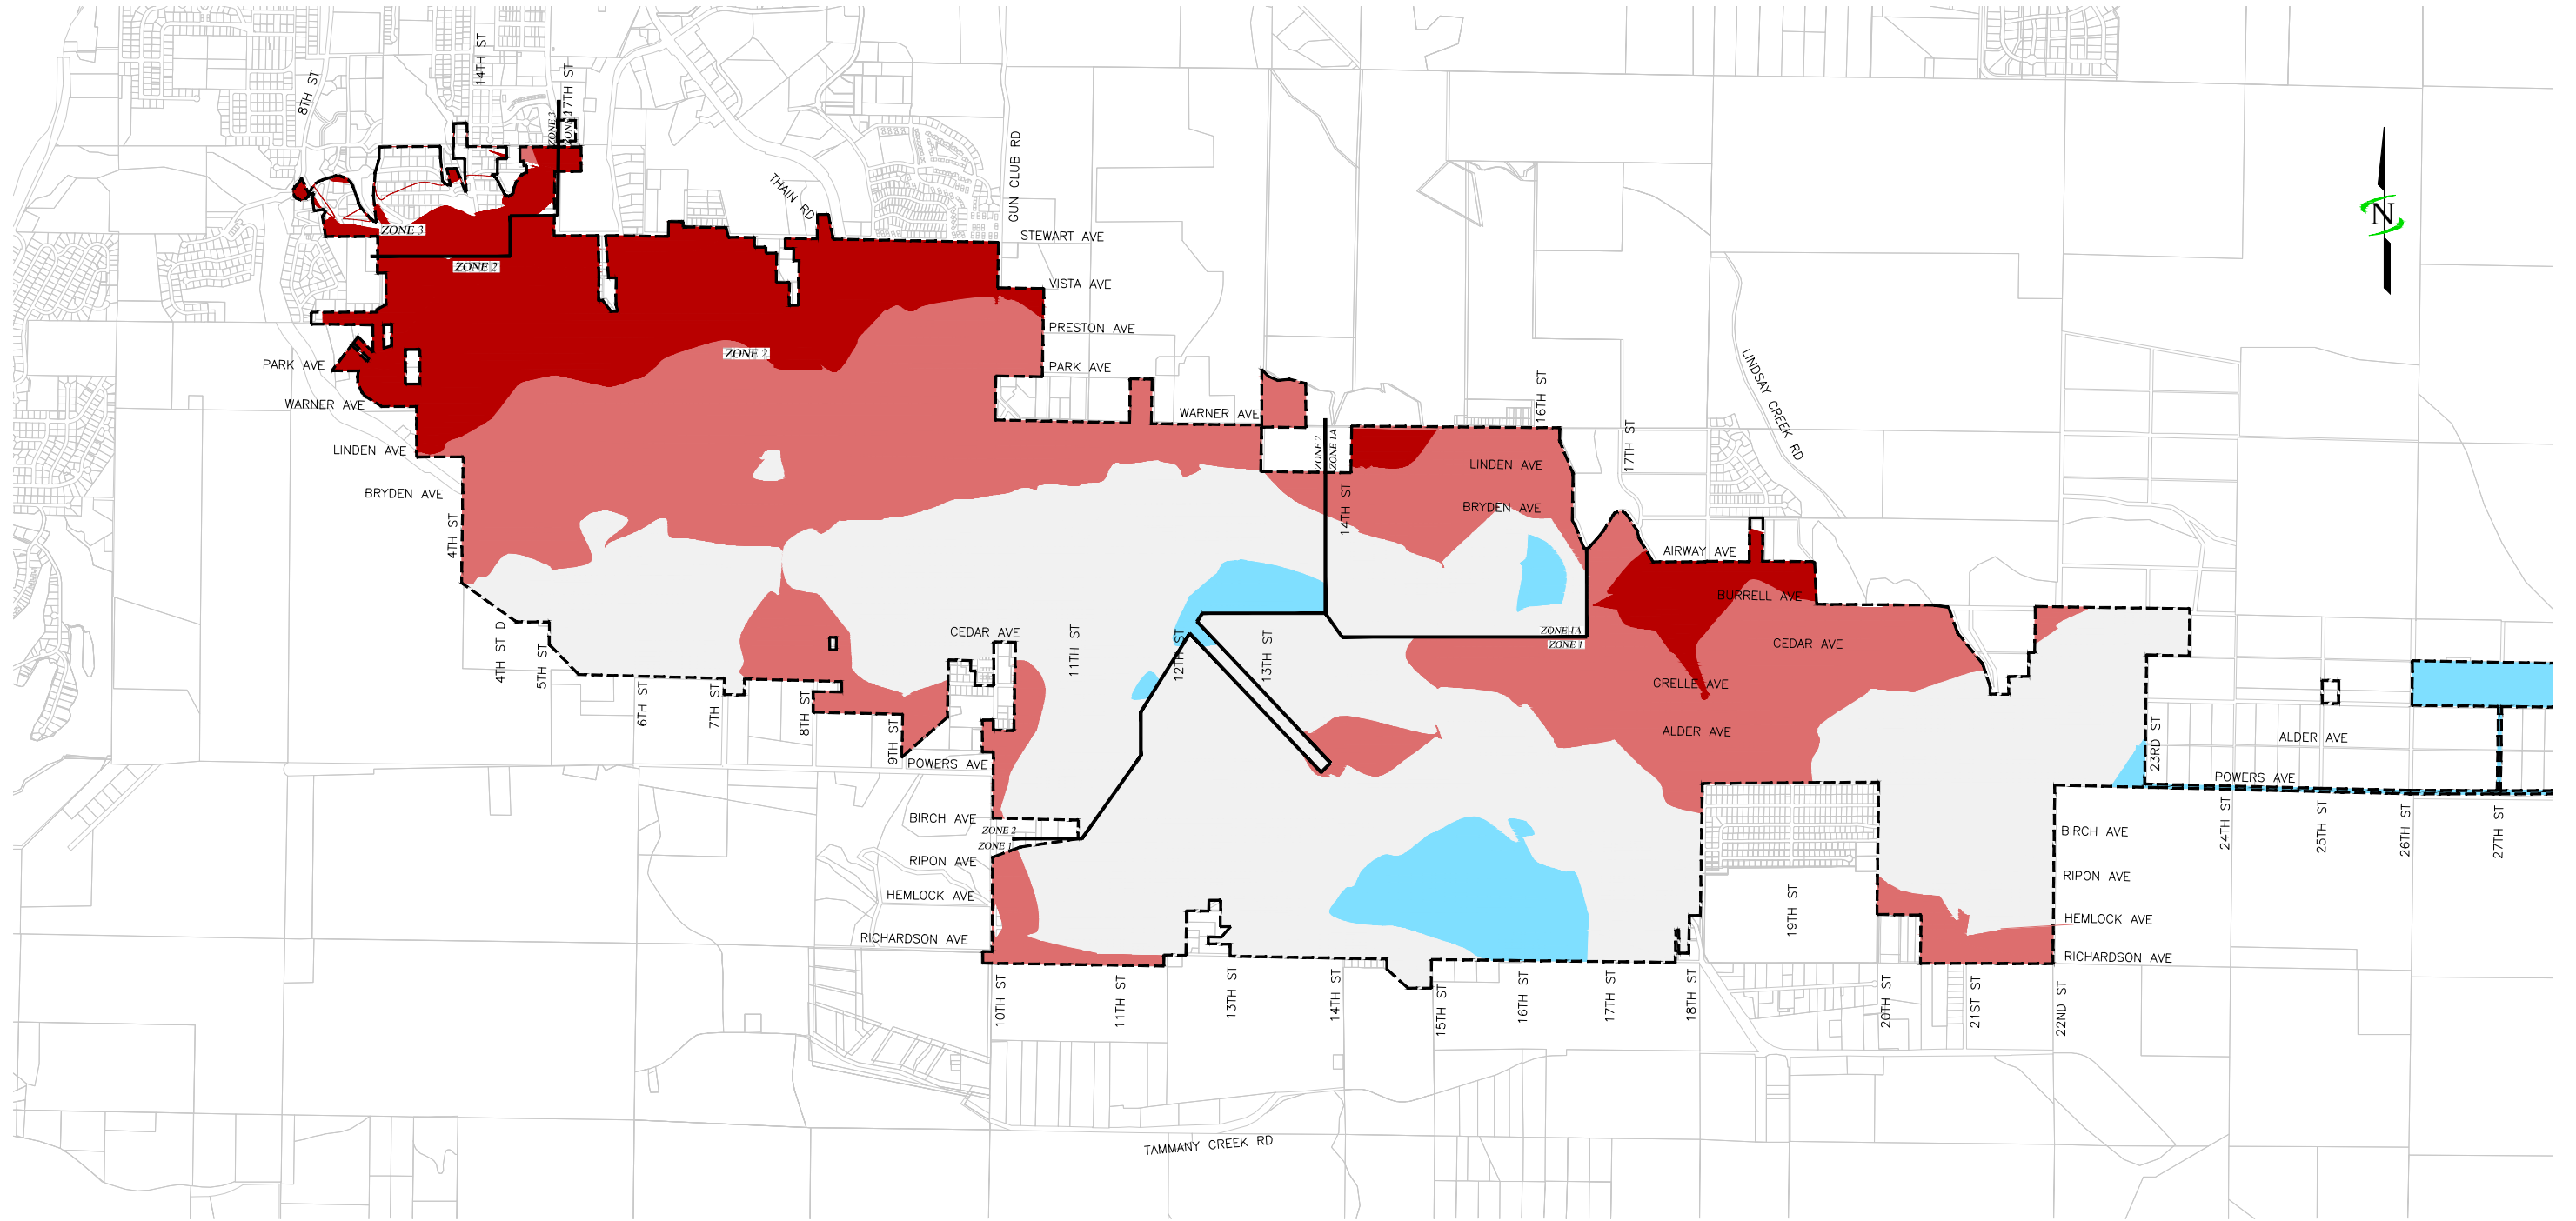 14TH ST
17TH ST
8TH ST
ZONE 3
GUN CLUB RD
THAIN RD
N
ZONE 3
STEWART AVE
ZONE 2
VISTA AVE
PRESTON AVE
ZONE 2
PARK AVE
PARK AVE
LINDSAY CREEK RD
WARNER AVE
WARNER AVE
16TH ST
17TH ST
ZONE 2
ZONE 1A
LINDEN AVE
LINDEN AVE
BRYDEN AVE
BRYDEN AVE
14TH ST
4TH ST
AIRWAY AVE
BURRELL AVE
CEDAR AVE
ZONE 1A
ZONE 1
CEDAR AVE
4TH ST D
5TH ST
11TH ST
12TH ST
13TH ST
GRELLE AVE
6TH ST
7TH ST
8TH ST
9TH ST
ALDER AVE
23RD ST
ALDER AVE
POWERS AVE
POWERS AVE
BIRCH AVE
ZONE 2
ZONE 1
24TH ST
25TH ST
26TH ST
27TH ST
BIRCH AVE
RIPON AVE
RIPON AVE
HEMLOCK AVE
19TH ST
HEMLOCK AVE
RICHARDSON AVE
RICHARDSON AVE
10TH ST
11TH ST
13TH ST
14TH ST
15TH ST
16TH ST
17TH ST
18TH ST
20TH ST
21ST ST
22ND ST
TAMMANY CREEK RD